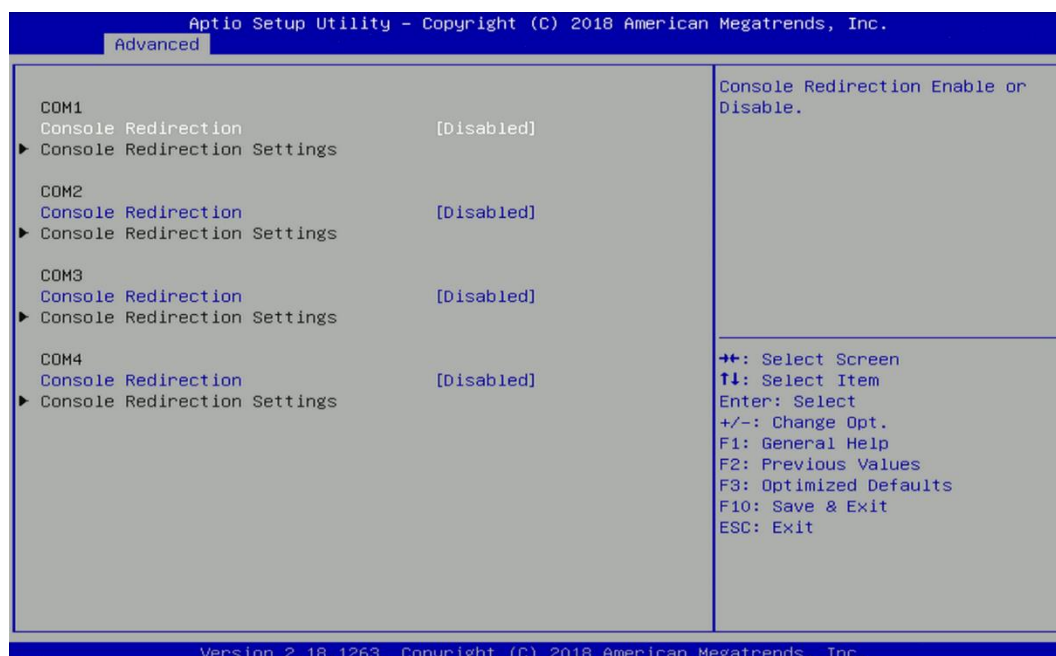 Aptio Setup Utility – Copyright (C) 2018 American Megatrends, Inc.
Advanced
COM1
Console Redirection [Disabled]
Console Redirection Settings
COM2
Console Redirection [Disabled]
Console Redirection Settings
COM3
Console Redirection [Disabled]
Console Redirection Settings
COM4
Console Redirection [Disabled]
Console Redirection Settings
Console Redirection Enable or
Disable.
→←: Select Screen
↑↓: Select Item
Enter: Select
+/-: Change Opt.
F1: General Help
F2: Previous Values
F3: Optimized Defaults
F10: Save & Exit
ESC: Exit
Version 2.18.1263. Copyright (C) 2018 American Megatrends, Inc.